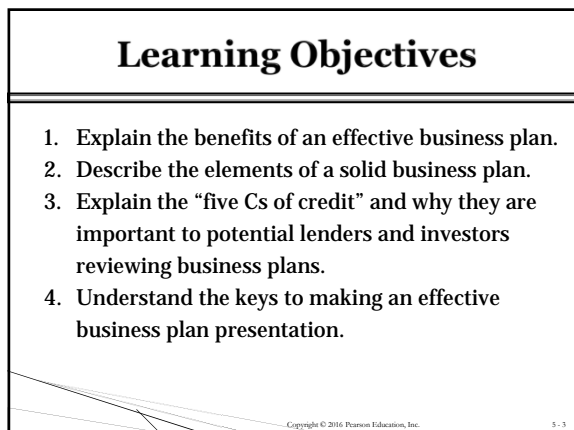 Learning Objectives
1. Explain the benefits of an effective business plan.
2. Describe the elements of a solid business plan.
3. Explain the “five Cs of credit” and why they are
important to potential lenders and investors
reviewing business plans.
4. Understand the keys to making an effective
business plan presentation.
Copyright © 2016 Pearson Education, Inc.
5 - 3